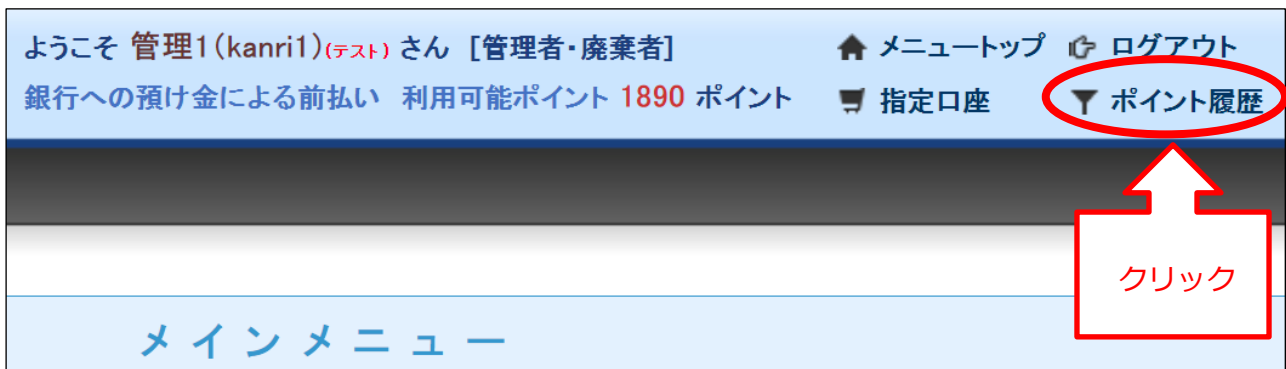 ようこそ 管理1(kanri1)(テスト) さん [管理者・廃棄者]
メニュートップ ログアウト
銀行への預け金による前払い 利用可能ポイント 1890 ポイント
指定口座 ポイント履歴
クリック
メインメニュー